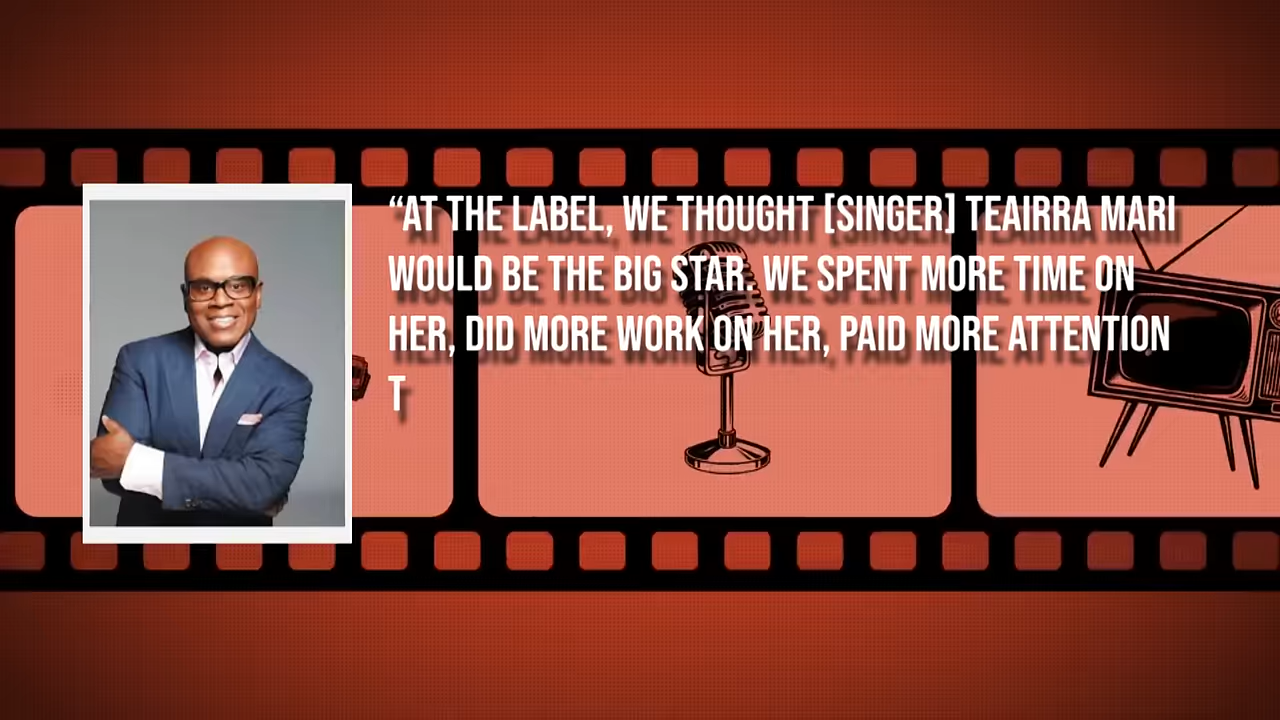 “AT THE LABEL, WE THOUGHT [SINGER] TEAIRRA MARI
WOULD BE THE BIG STAR. WE SPENT MORE TIME ON
HER, DID MORE WORK ON HER, PAID MORE ATTENTION
T